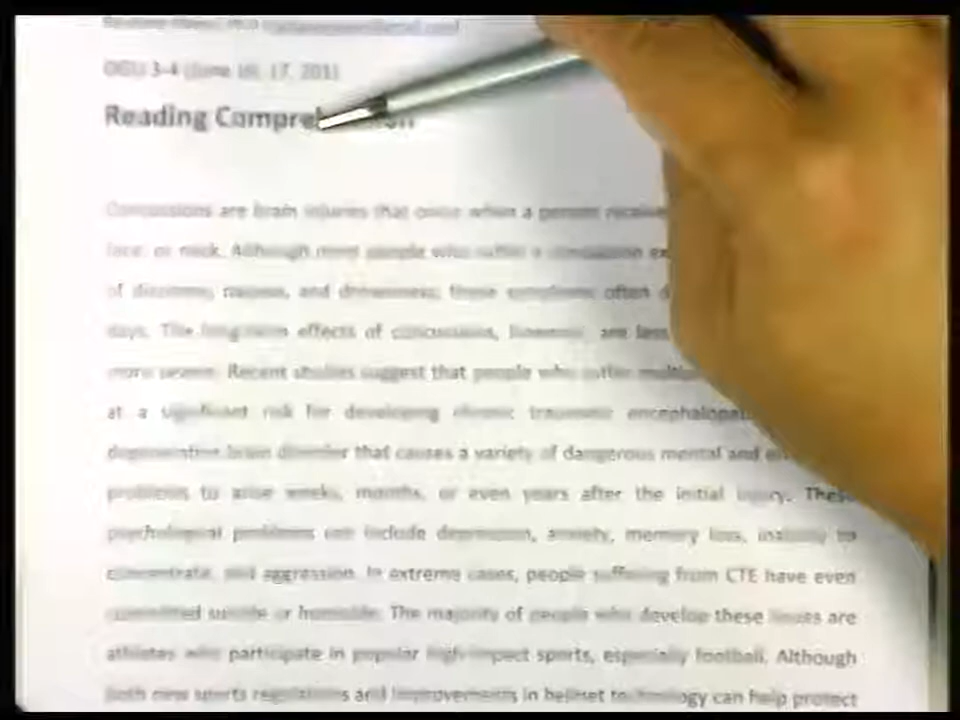 OGU 3-4 (June 16, 17, 2011
Reading Comprehension
Concussions are brain injuries that occur when a person receive
face, or neck. Although most people who suffer a concussion ex
of dizziness, nausea, and drowsiness, these symptoms often d
days. The long-term effects of concussions, however, are less
more severe. Recent studies suggest that people who suffer multip
at a significant risk for developing chronic traumatic encephalopat
degenerative brain disorder that causes a variety of dangerous mental and em
problems to arise weeks, months, or even years after the initial injury. These
psychological problems can include depression, anxiety, memory loss, inability to
concentrate, and aggression. In extreme cases, people suffering from CTE have even
committed suicide or homicide. The majority of people who develop these issues are
athletes who participate in popular high-impact sports, especially football. Although
both new sports regulations and improvements in helmet technology can help protect